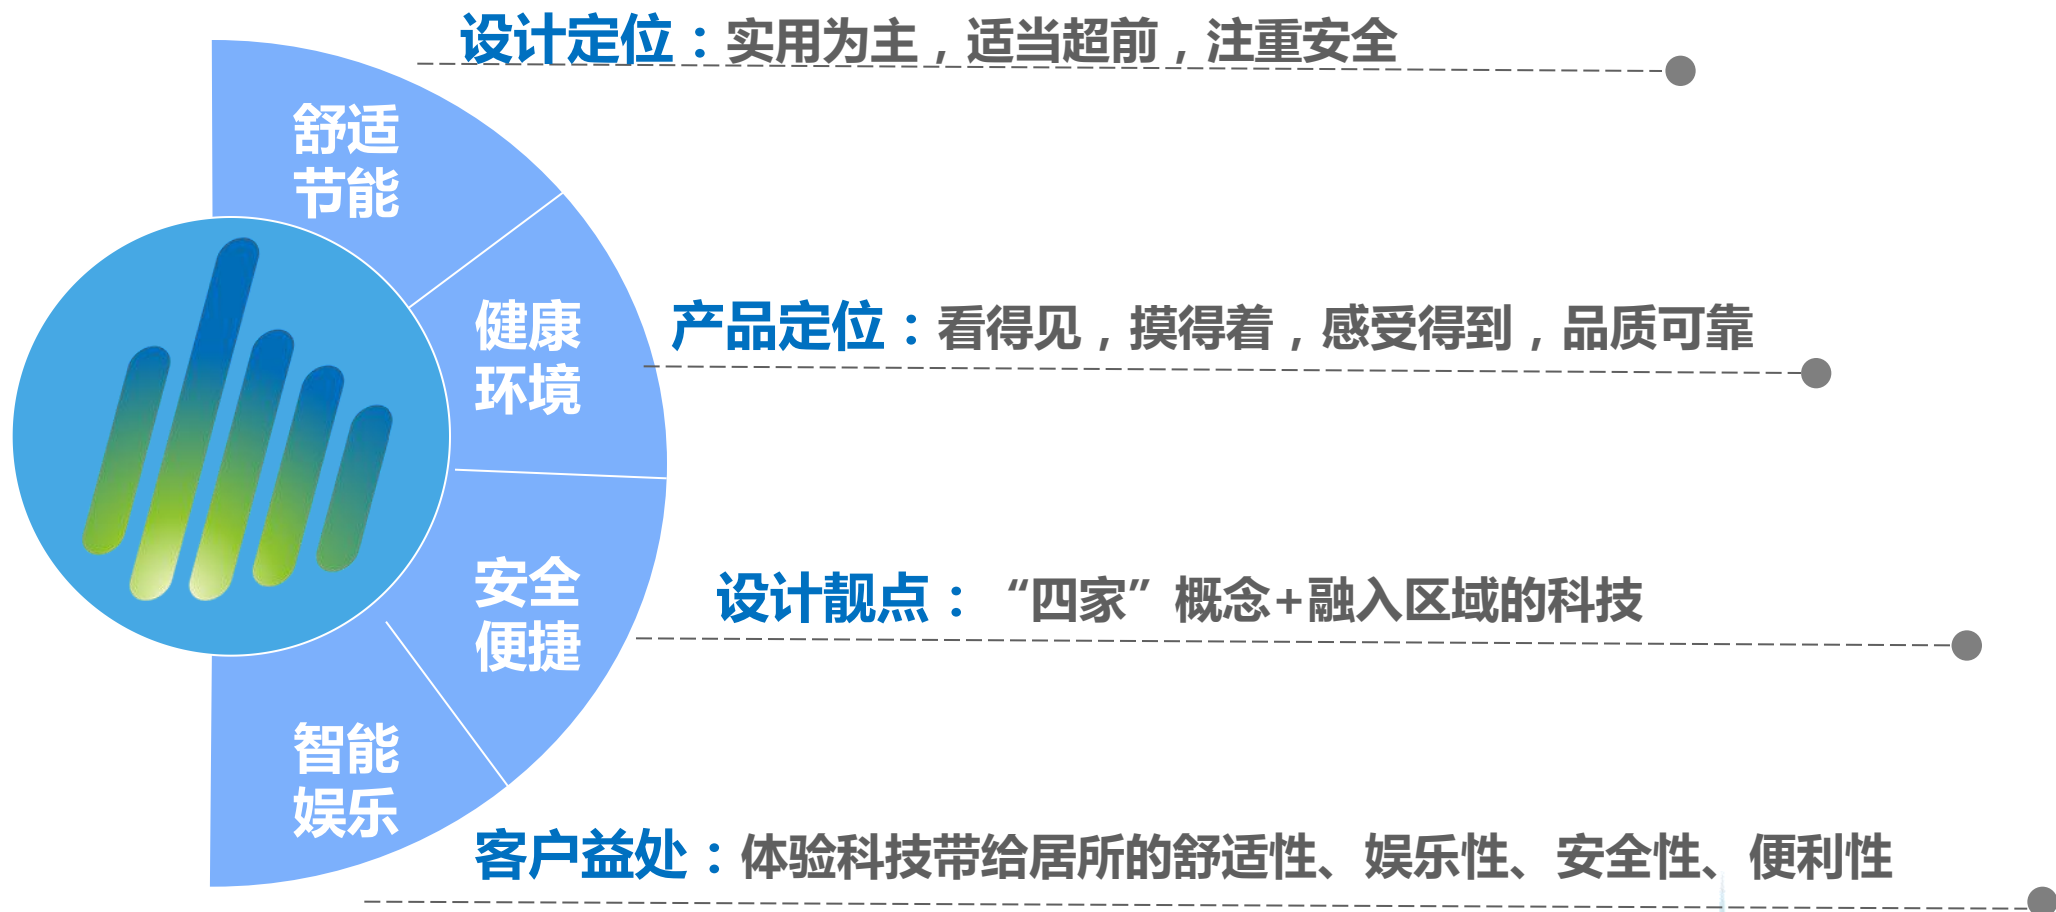 设计定位：实用为主，适当超前，注重安全
舒适
节能
健康
环境
产品定位：看得见，摸得着，感受得到，品质可靠
安全
便捷
设计靓点：“四家”概念+融入区域的科技
智能
娱乐
客户益处：体验科技带给居所的舒适性、娱乐性、安全性、便利性